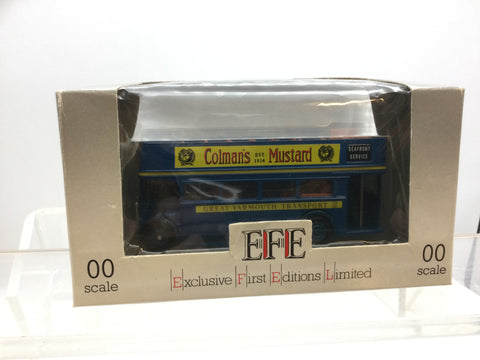 Colman's EST 1814 Mustard
SEAFRONT
SERVICE
GREAT YARMOUTH TRANSPORT
EFE
00
scale
Exclusive First Editions Limited
00
scale